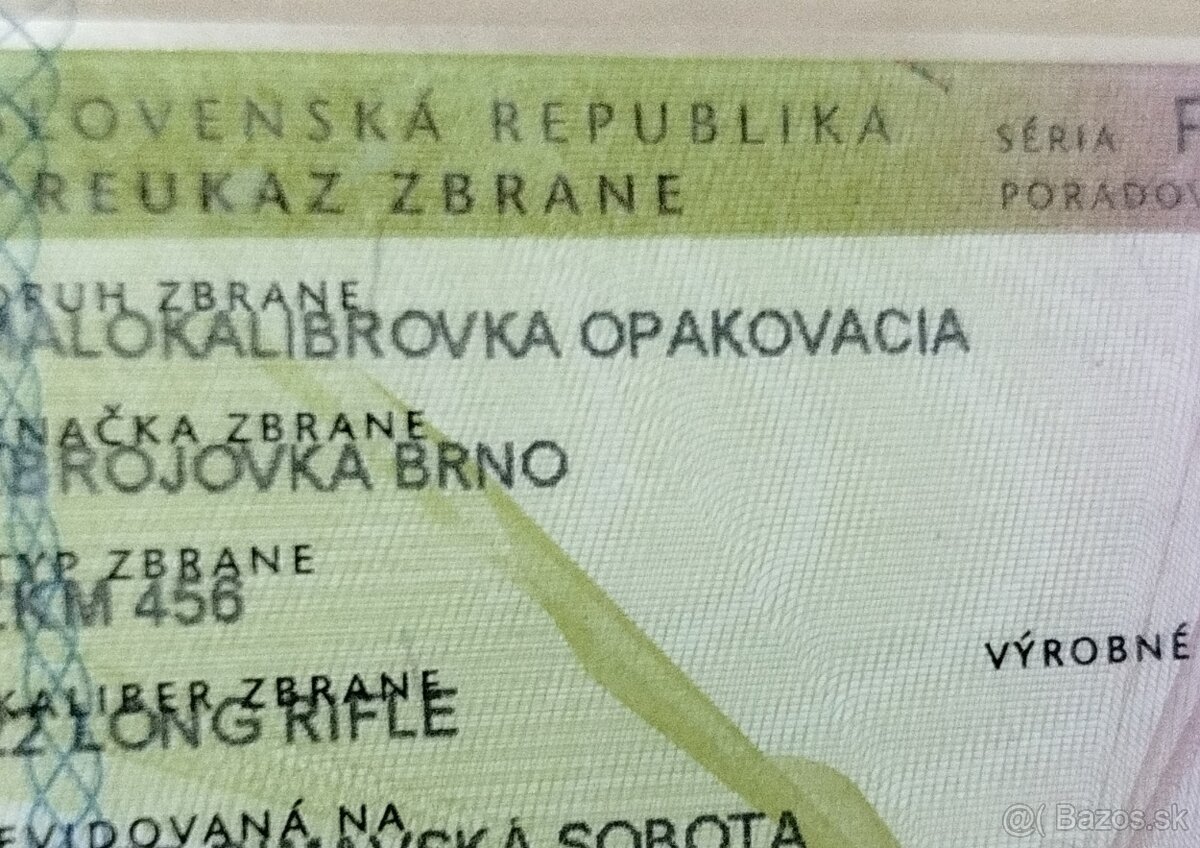 SLOVENSKÁ REPUBLIKA
PREUKAZ ZBRANE
SÉRIA
PORADOV
DRUH ZBRANE
MALOKALIBROVKA OPAKOVACIA
ZNAČKA ZBRANE
ZBROJOVKA BRNO
TYP ZBRANE
ZKM 456
VÝROBNÉ
KALIBER ZBRANE
22 LONG RIFLE
EVIDOVANÁ NA
SOBOTA
@( Bazos.sk